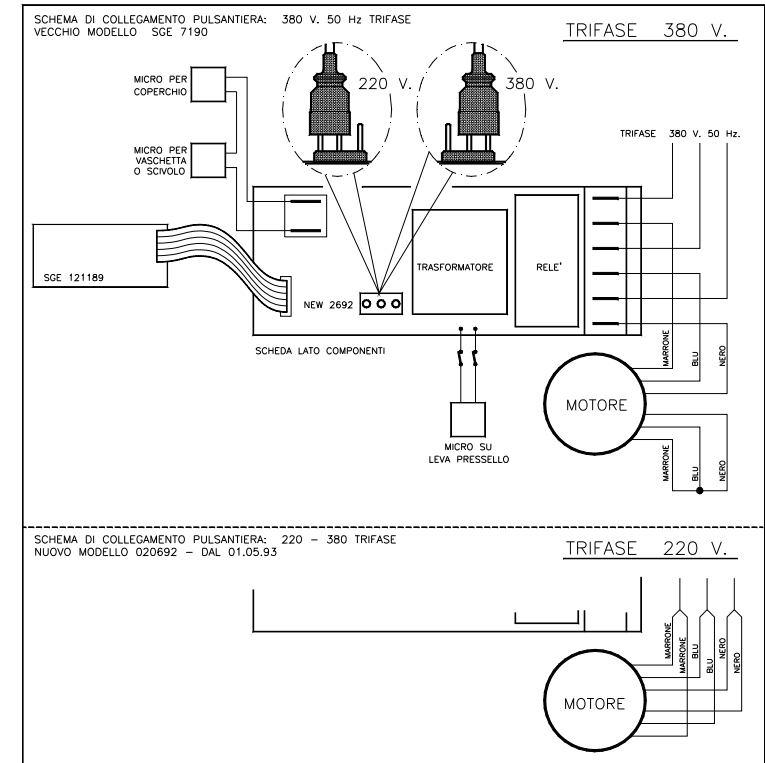 SCHEMA DI COLLEGAMENTO PULSANTIERA: 380 V. 50 Hz TRIFASE
VECCHIO MODELLO SGE 7190
TRIFASE 380 V.
MICRO PER
COPERCHIO
220 V.
380 V.
MICRO PER
VASCHETTA
O SCIVOLO
TRIFASE 380 V. 50 Hz.
SGE 121189
TRASFORMATORE
RELE'
NEW 2692
SCHEDA LATO COMPONENTI
MARRONE
BLU
NERO
MOTORE
MICRO SU
LEVA PRESSELLO
MARRONE
BLU
NERO
SCHEMA DI COLLEGAMENTO PULSANTIERA: 220 - 380 TRIFASE
NUOVO MODELLO 020692 - DAL 01.05.93
TRIFASE 220 V.
MARRONE
MARRONE
BLU
BLU
NERO
NERO
MOTORE